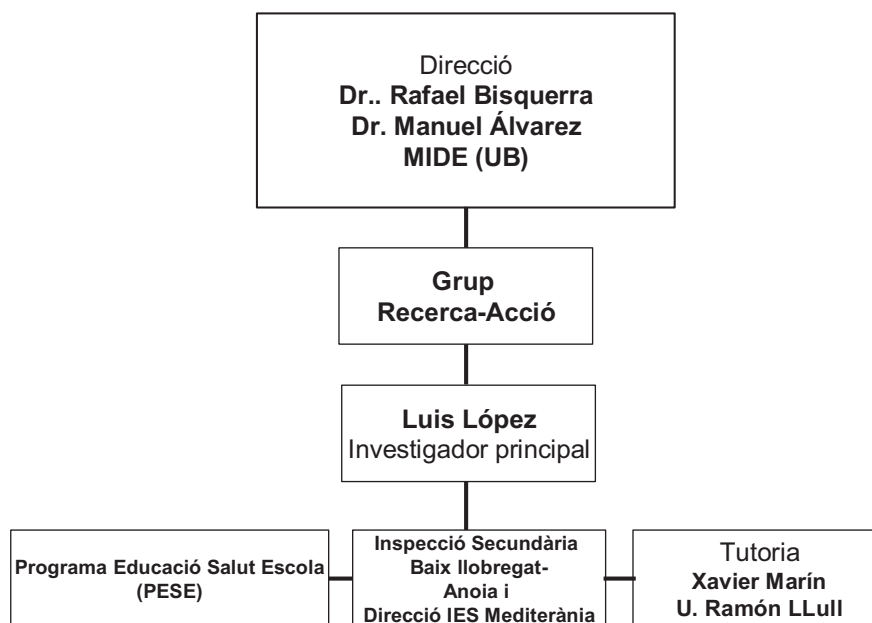 Direcció
Dr.. Rafael Bisquerra
Dr. Manuel Álvarez
MIDE (UB)
Grup
Recerca-Acció
Luis López
Investigador principal
Programa Educació Salut Escola
(PESE)
Inspecció Secundària
Baix llobregat-
Anoia i
Direcció IES Mediterània
Tutoria
Xavier Marín
U. Ramón LLull